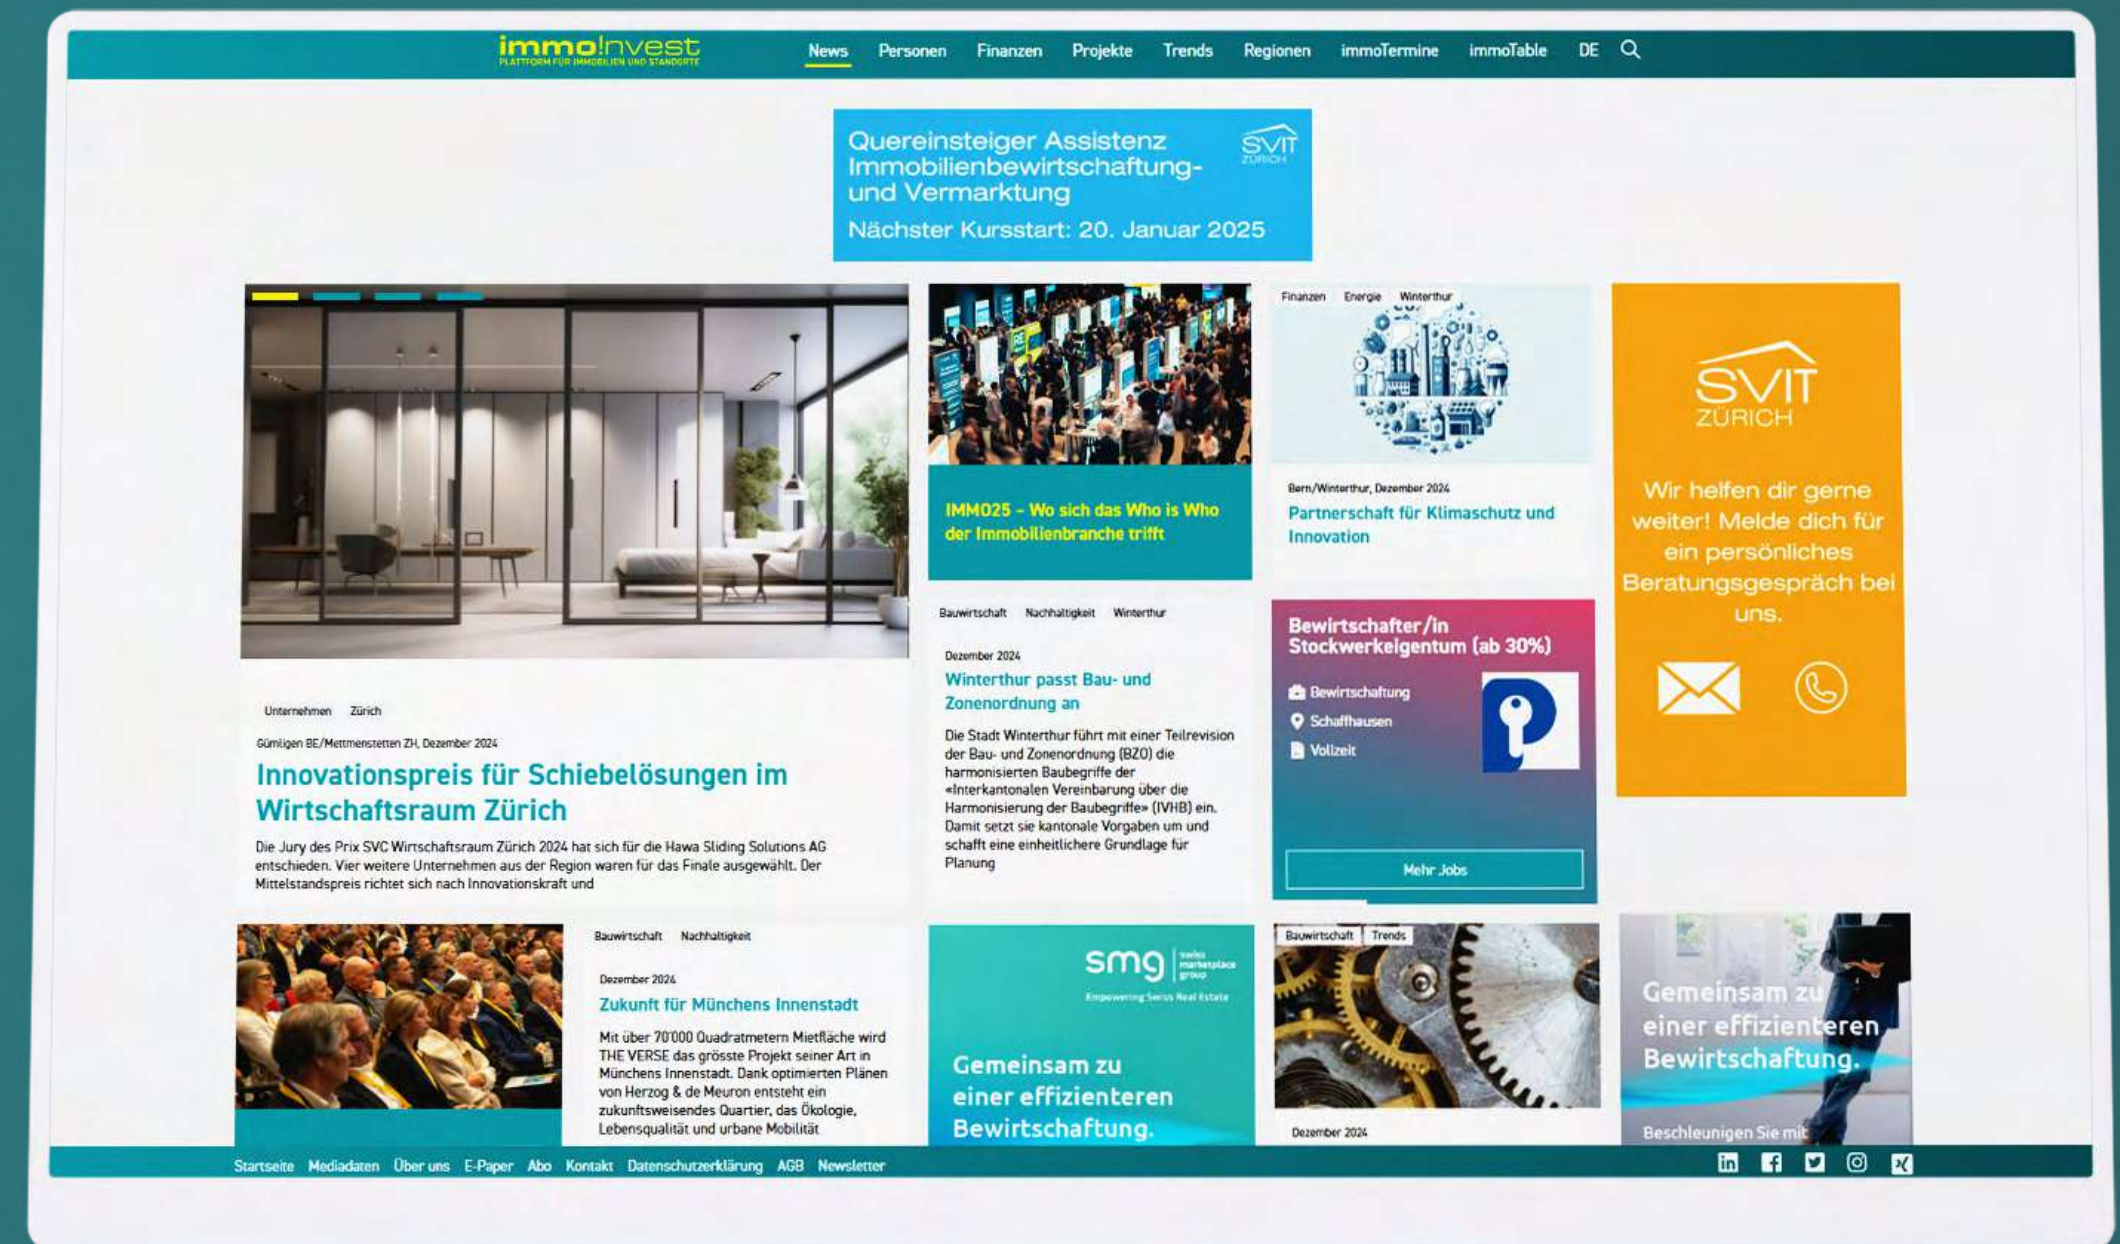 immo!nvest
PLATTFORM FÜR IMMOBILIEN UND STANDORTE
News Personen Finanzen Projekte Trends Regionen immoTermine immoTable DE
Quereinsteiger Assistenz
Immobilienbewirtschaftung-
und Vermarktung
Nächster Kursstart: 20. Januar 2025
SVIT
ZÜRICH
Unternehmen Zürich
Gümligen BE/Mettmenstetten ZH, Dezember 2024
Innovationspreis für Schiebelösungen im
Wirtschaftsraum Zürich
Die Jury des Prix SVC Wirtschaftsraum Zürich 2024 hat sich für die Hawa Sliding Solutions AG
entschieden. Vier weitere Unternehmen aus der Region waren für das Finale ausgewählt. Der
Mittelstandspreis richtet sich nach Innovationskraft und
IMMO25 – Wo sich das Who is Who
der Immobilienbranche trifft
Finanzen Energie Winterthur
Bern/Winterthur, Dezember 2024
Partnerschaft für Klimaschutz und
Innovation
SVIT
ZÜRICH
Wir helfen dir gerne
weiter! Melde dich für
ein persönliches
Beratungsgespräch bei
uns.
Bauwirtschaft Nachhaltigkeit Winterthur
Dezember 2024
Winterthur passt Bau- und
Zonenordnung an
Die Stadt Winterthur führt mit einer Teilrevision
der Bau- und Zonenordnung (BZO) die
harmonisierten Baubegriffe der
«Interkantonalen Vereinbarung über die
Harmonisierung der Baubegriffe» (IVHB) ein.
Damit setzt sie kantonale Vorgaben um und
schafft eine einheitlichere Grundlage für
Planung
Bewirtschafter/in
Stockwerkeigentum (ab 30%)
Bewirtschaftung
Schaffhausen
Vollzeit
Mehr Jobs
Bauwirtschaft Nachhaltigkeit
Dezember 2024
Zukunft für Münchens Innenstadt
Mit über 70'000 Quadratmetern Mietfläche wird
THE VERSE das grösste Projekt seiner Art in
Münchens Innenstadt. Dank optimierten Plänen
von Herzog & de Meuron entsteht ein
zukunftsweisendes Quartier, das Ökologie,
Lebensqualität und urbane Mobilität
smg swiss
marketplace
group
Empowering Swiss Real Estate
Gemeinsam zu
einer effizienteren
Bewirtschaftung.
Bauwirtschaft Trends
Dezember 2024
Gemeinsam zu
einer effizienteren
Bewirtschaftung.
Beschleunigen Sie mit
Startseite Mediadaten Über uns E-Paper Abo Kontakt Datenschutzerklärung AGB Newsletter